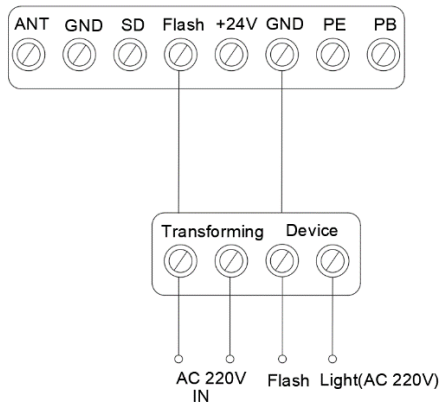 ANT GND SD Flash +24V GND PE PB
Transforming Device
AC 220V Flash Light(AC 220V)
IN